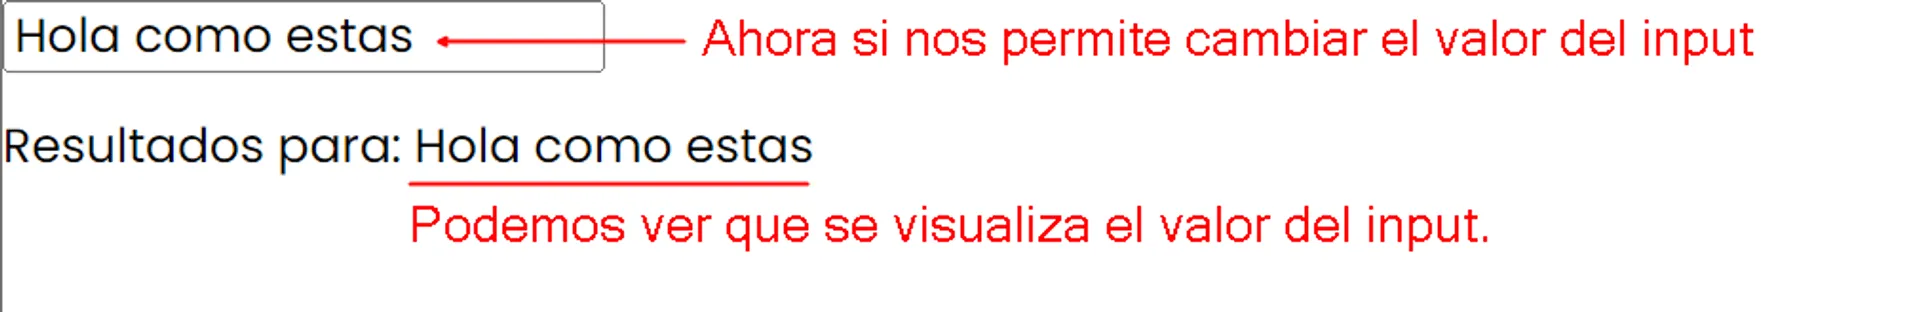 Hola como estas
Ahora si nos permite cambiar el valor del input
Resultados para: Hola como estas
Podemos ver que se visualiza el valor del input.